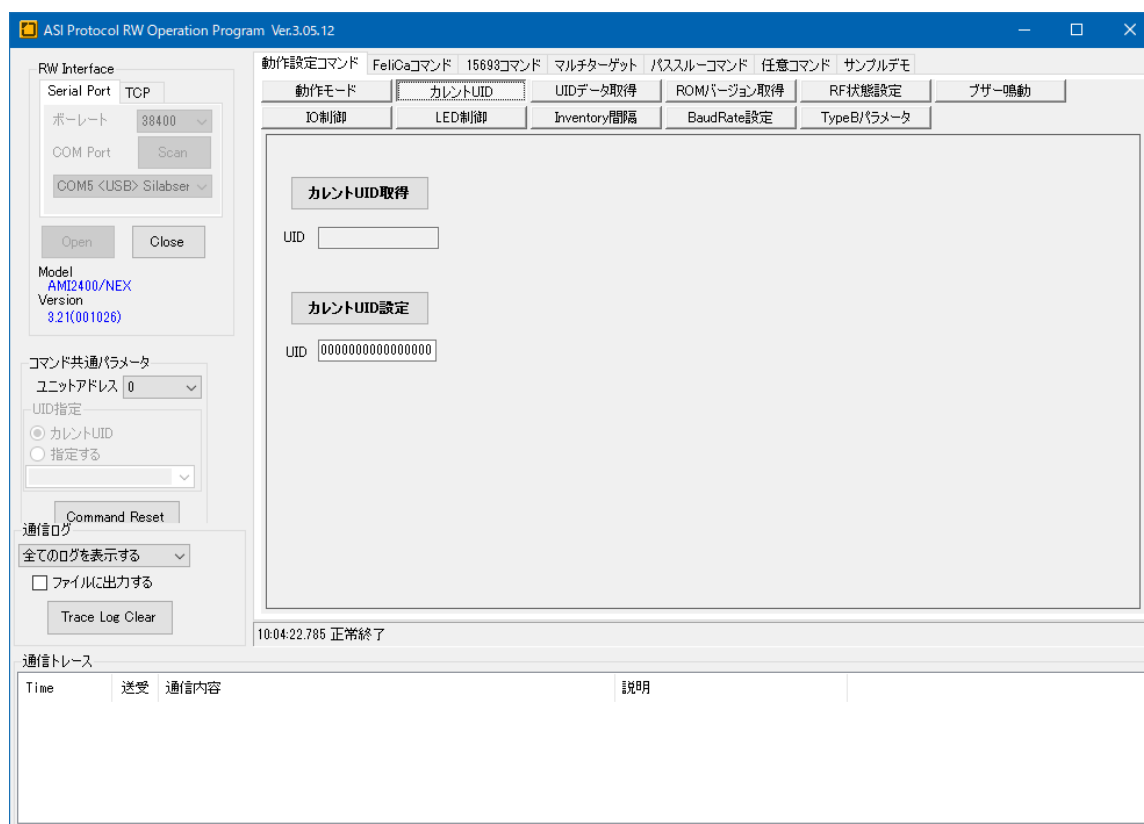 ASI Protocol RW Operation Program Ver.3.05.12
RW Interface
Serial Port TCP
ボーレート 38400
COM Port Scan
COM5 <USB> Silabser
Open Close
Model
AMI2400/NEX
Version
3.21(001026)
コマンド共通パラメータ
ユニットアドレス 0
UID指定
カレントUID
指定する
Command Reset
通信ログ
全てのログを表示する
ファイルに出力する
Trace Log Clear
動作設定コマンド FeliCaコマンド 15693コマンド マルチターゲット パススルーコマンド 任意コマンド サンプルデモ
動作モード カレントUID UIDデータ取得 ROMバージョン取得 RF状態設定 ブザー鳴動
IO制御 LED制御 Inventory間隔 BaudRate設定 TypeBパラメータ
カレントUID取得
UID
カレントUID設定
UID 0000000000000000
10:04:22.785 正常終了
通信トレース
Time 送受 通信内容 説明